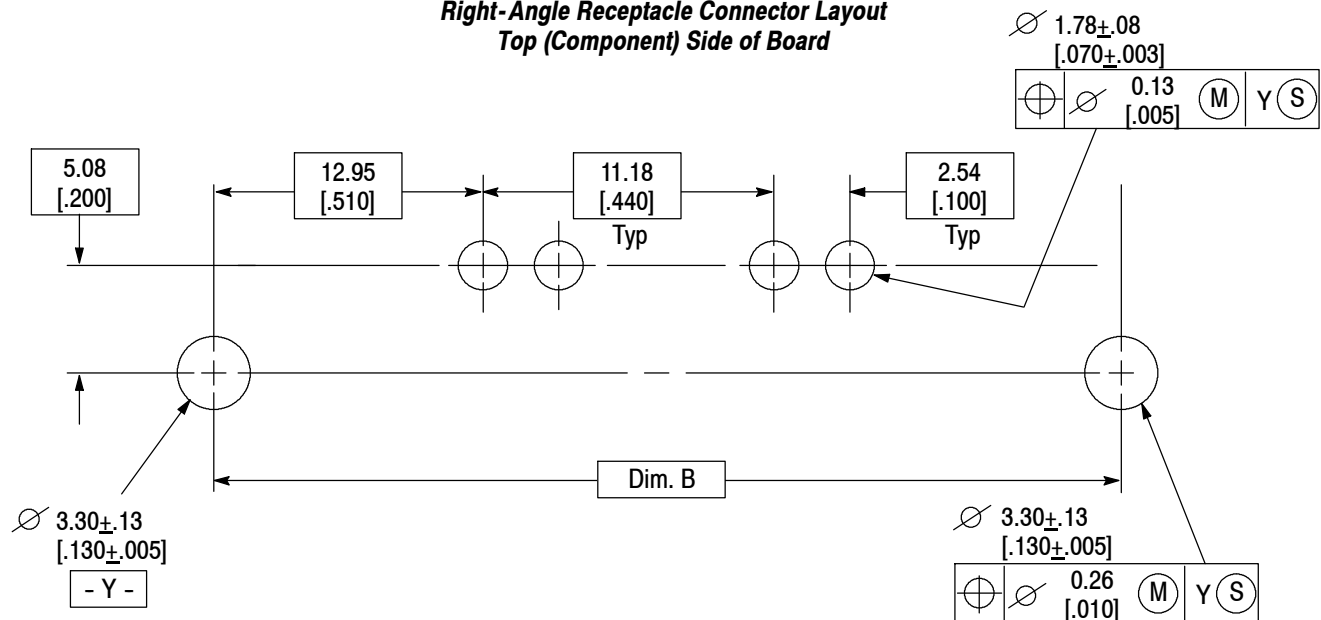 Right-Angle Receptacle Connector Layout
Top (Component) Side of Board
⌀ 1.78±.08
[.070±.003]
⌖ ⌀ 0.13 Ⓜ Y Ⓢ
[.005]
5.08
[.200]
12.95
[.510]
11.18
[.440]
Typ
2.54
[.100]
Typ
Dim. B
⌀ 3.30±.13
[.130±.005]
- Y -
⌀ 3.30±.13
[.130±.005]
⌖ ⌀ 0.26 Ⓜ Y Ⓢ
[.010]